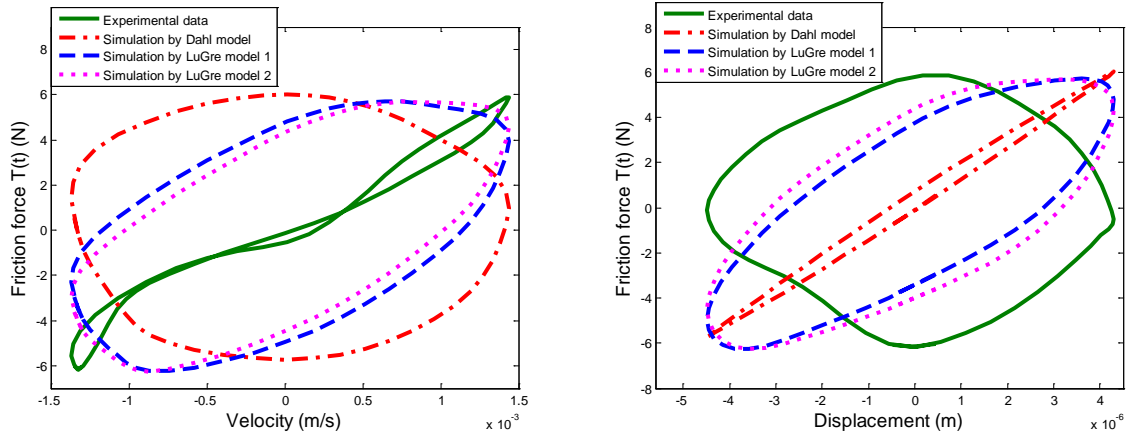 Experimental data
Simulation by Dahl model
Simulation by LuGre model 1
Simulation by LuGre model 2
8
6
4
2
0
-2
-4
-6
Friction force T(t) (N)
-1.5 -1 -0.5 0 0.5 1 1.5
Velocity (m/s)
x 10⁻³
Experimental data
Simulation by Dahl model
Simulation by LuGre model 1
Simulation by LuGre model 2
8
6
4
2
0
-2
-4
-6
-8
Friction force T(t) (N)
-5 -4 -3 -2 -1 0 1 2 3 4
Displacement (m)
x 10⁻⁶